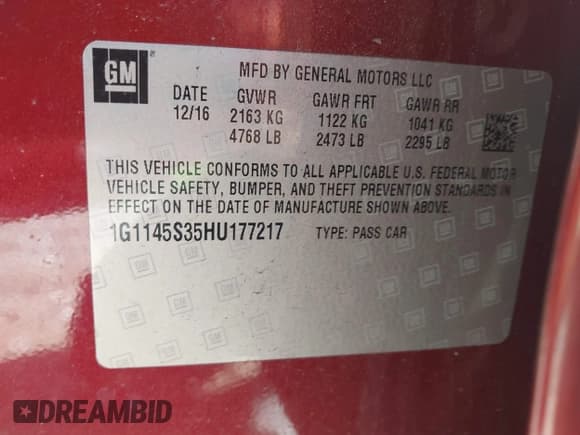 GM
MFD BY GENERAL MOTORS LLC
DATE GVWR GAWR FRT GAWR RR
12/16 2163 KG 1122 KG 1041 KG
4768 LB 2473 LB 2295 LB
THIS VEHICLE CONFORMS TO ALL APPLICABLE U.S. FEDERAL MOTOR
VEHICLE SAFETY, BUMPER, AND THEFT PREVENTION STANDARDS IN
EFFECT ON THE DATE OF MANUFACTURE SHOWN ABOVE.
1G1145S35HU177217 TYPE: PASS CAR
DREAMBID